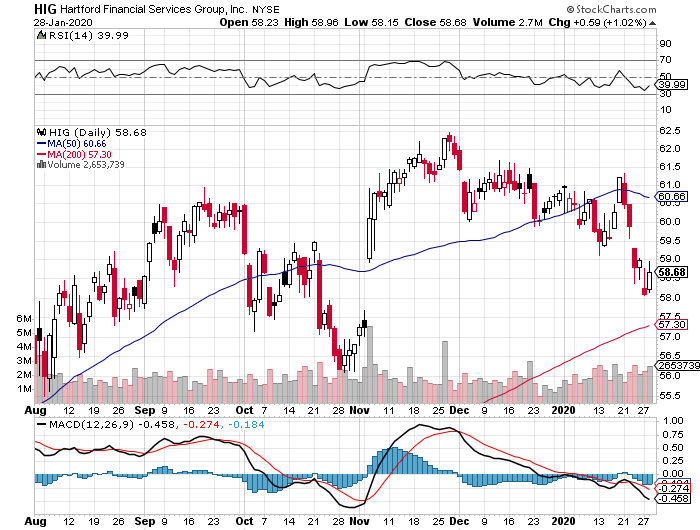 HIG Hartford Financial Services Group, Inc. NYSE © StockCharts.com
28-Jan-2020 Open 58.23 High 58.96 Low 58.15 Close 58.68 Volume 2.7M Chg +0.59 (+1.02%)
RSI(14) 39.99
90
70
50
39.99
30
10
HIG (Daily) 58.68
MA(50) 60.66
MA(200) 57.30
Volume 2,653,739
62.5
62.0
61.5
61.0
60.66
60.5
60.0
59.5
59.0
58.68
58.0
57.5
57.30
57.0
56.5
2653739
56.0
55.5
6M
5M
4M
3M
2M
1M
Aug 12 19 26 Sep 9 16 23 Oct 7 14 21 28 Nov 11 18 25 Dec 9 16 23 2020 13 21 27
MACD(12,26,9) -0.458, -0.274, -0.184
1.00
0.75
0.50
0.25
0.00
-0.274
-0.458
Aug 12 19 26 Sep 9 16 23 Oct 7 14 21 28 Nov 11 18 25 Dec 9 16 23 2020 13 21 27